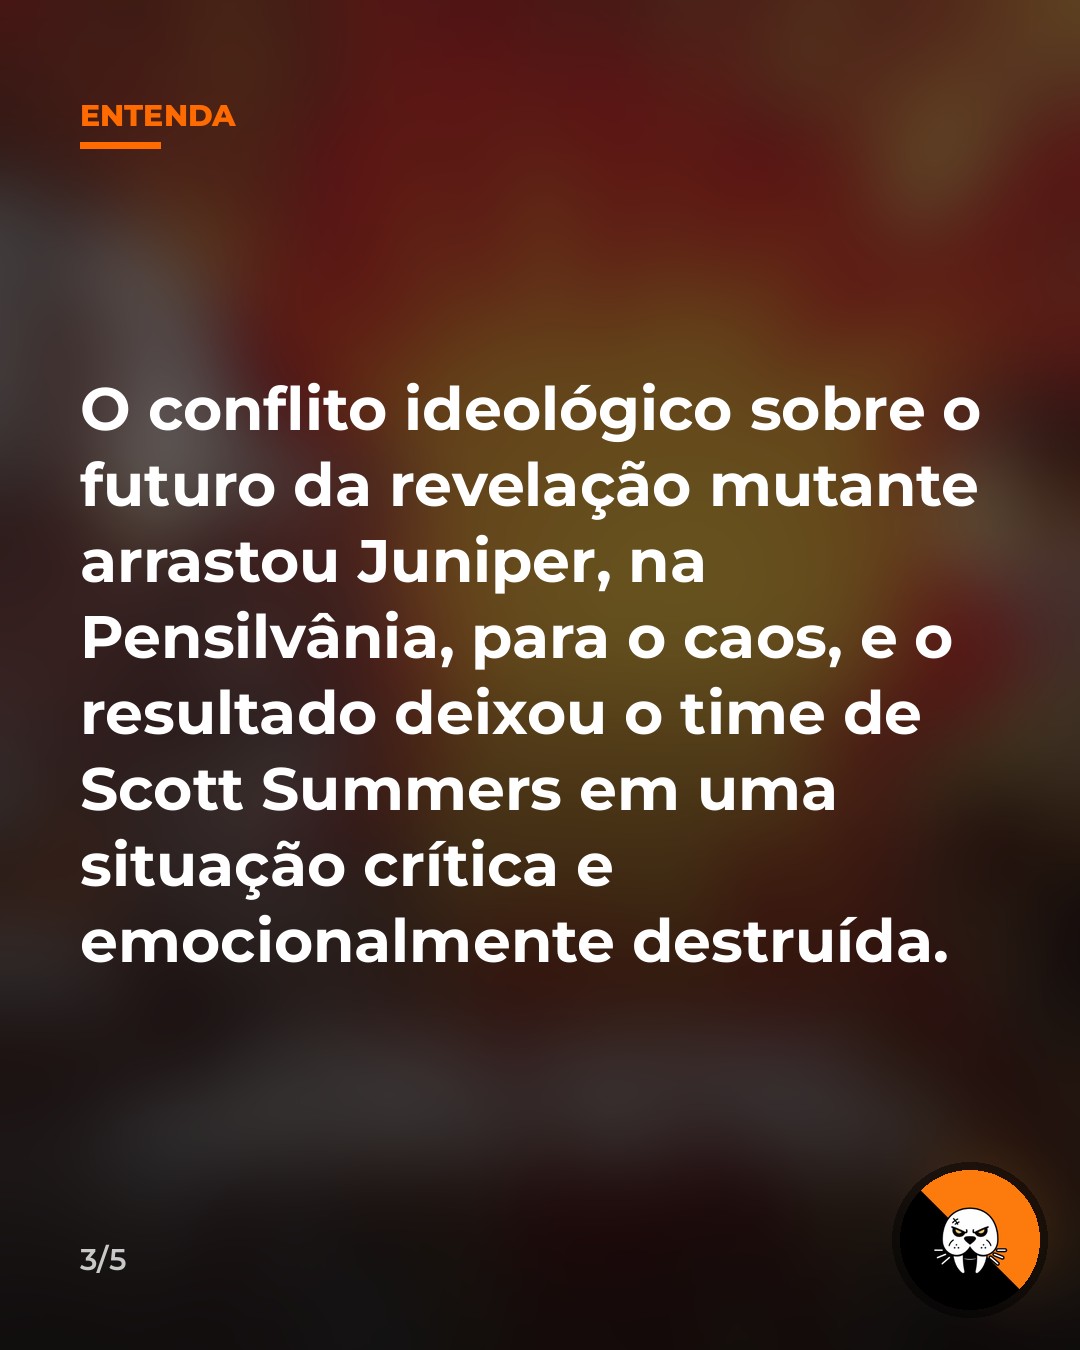 ENTENDA
O conflito ideológico sobre o
futuro da revelação mutante
arrastou Juniper, na
Pensilvânia, para o caos, e o
resultado deixou o time de
Scott Summers em uma
situação crítica e
emocionalmente destruída.
3/5